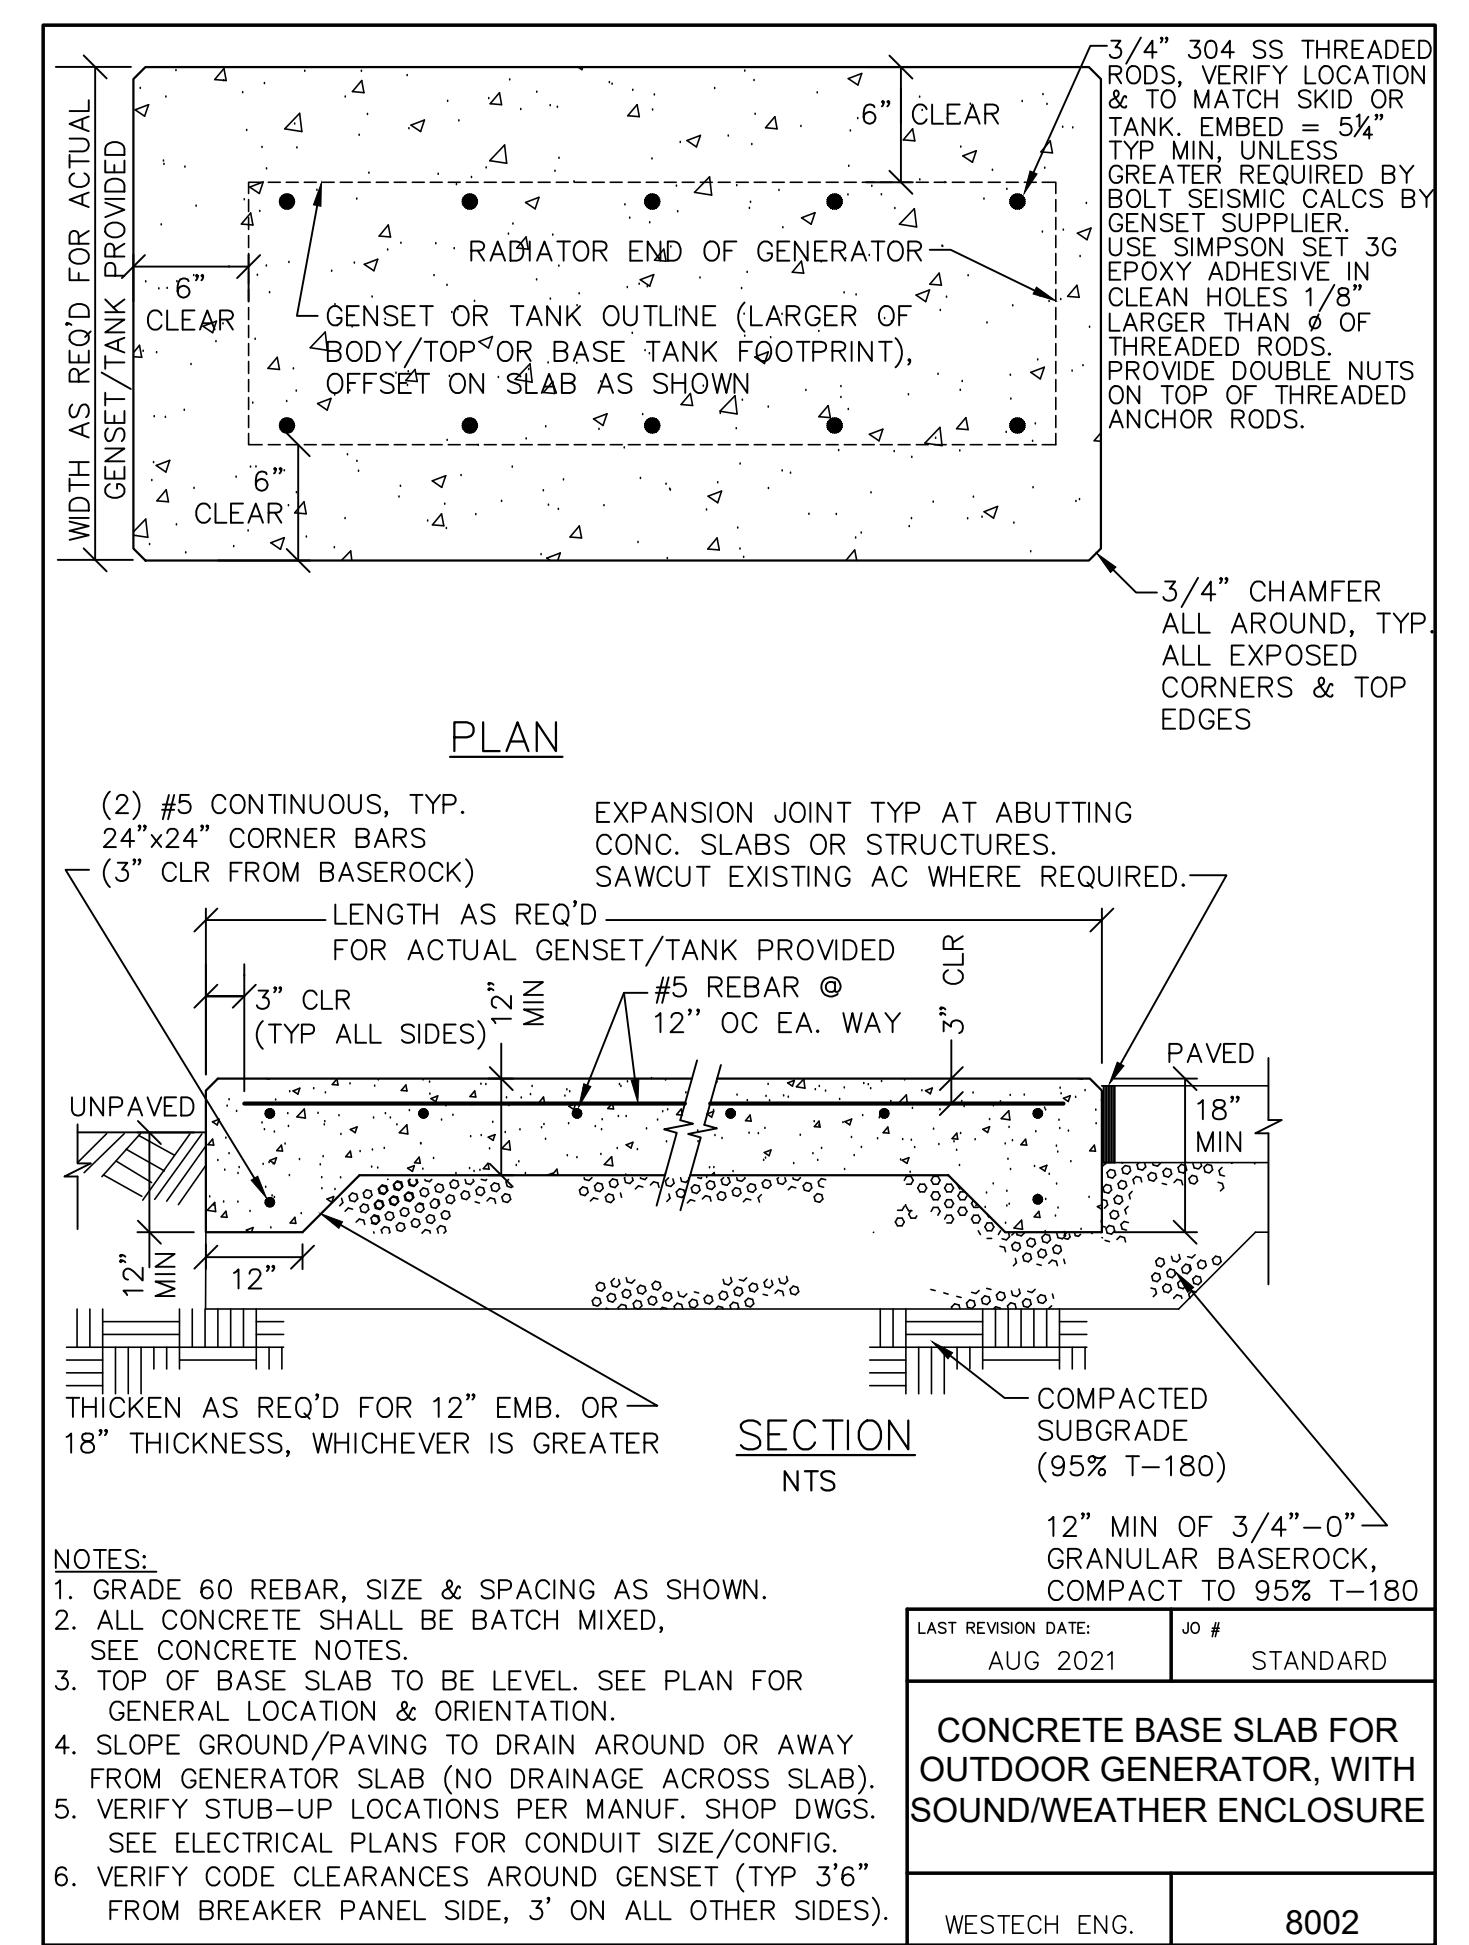 3/4” 304 SS THREADED
RODS, VERIFY LOCATION
& TO MATCH SKID OR
TANK. EMBED = 5¼”
TYP MIN, UNLESS
GREATER REQUIRED BY
BOLT SEISMIC CALCS BY
GENSET SUPPLIER.
USE SIMPSON SET 3G
EPOXY ADHESIVE IN
CLEAN HOLES 1/8”
LARGER THAN Ø OF
THREADED RODS.
PROVIDE DOUBLE NUTS
ON TOP OF THREADED
ANCHOR RODS.
WIDTH AS REQ’D FOR ACTUAL
GENSET/TANK PROVIDED
6” CLEAR
RADIATOR END OF GENERATOR
6”
CLEAR
GENSET OR TANK OUTLINE (LARGER OF
BODY/TOP OR BASE TANK FOOTPRINT),
OFFSET ON SLAB AS SHOWN
6”
CLEAR
3/4” CHAMFER
ALL AROUND, TYP.
ALL EXPOSED
CORNERS & TOP
EDGES
PLAN
(2) #5 CONTINUOUS, TYP.
24”x24” CORNER BARS
(3” CLR FROM BASEROCK)
EXPANSION JOINT TYP AT ABUTTING
CONC. SLABS OR STRUCTURES.
SAWCUT EXISTING AC WHERE REQUIRED.
LENGTH AS REQ’D
FOR ACTUAL GENSET/TANK PROVIDED
3” CLR
(TYP ALL SIDES)
12”
MIN
#5 REBAR @
12’’ OC EA. WAY
3” CLR
PAVED
UNPAVED
18”
MIN
12”
MIN
12”
THICKEN AS REQ’D FOR 12” EMB. OR
18” THICKNESS, WHICHEVER IS GREATER
SECTION
NTS
COMPACTED
SUBGRADE
(95% T–180)
12” MIN OF 3/4”–0”
GRANULAR BASEROCK,
COMPACT TO 95% T–180
NOTES:
1. GRADE 60 REBAR, SIZE & SPACING AS SHOWN.
2. ALL CONCRETE SHALL BE BATCH MIXED,
SEE CONCRETE NOTES.
3. TOP OF BASE SLAB TO BE LEVEL. SEE PLAN FOR
GENERAL LOCATION & ORIENTATION.
4. SLOPE GROUND/PAVING TO DRAIN AROUND OR AWAY
FROM GENERATOR SLAB (NO DRAINAGE ACROSS SLAB).
5. VERIFY STUB–UP LOCATIONS PER MANUF. SHOP DWGS.
SEE ELECTRICAL PLANS FOR CONDUIT SIZE/CONFIG.
6. VERIFY CODE CLEARANCES AROUND GENSET (TYP 3’6”
FROM BREAKER PANEL SIDE, 3’ ON ALL OTHER SIDES).
LAST REVISION DATE:
AUG 2021
JO #
STANDARD
CONCRETE BASE SLAB FOR
OUTDOOR GENERATOR, WITH
SOUND/WEATHER ENCLOSURE
WESTECH ENG.
8002